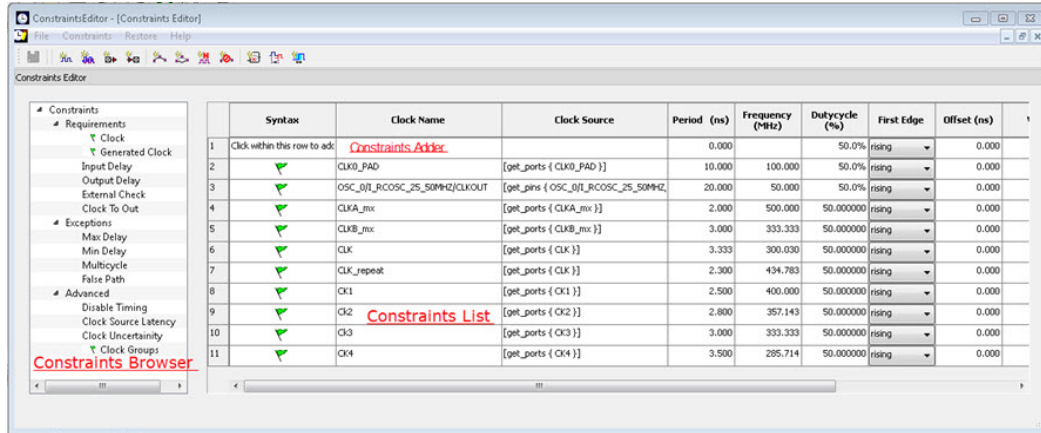 ConstraintsEditor - [Constraints Editor]
File Constraints Restore Help
Constraints Editor
Constraints
Requirements
Clock
Generated Clock
Input Delay
Output Delay
External Check
Clock To Out
Exceptions
Max Delay
Min Delay
Multicycle
False Path
Advanced
Disable Timing
Clock Source Latency
Clock Uncertainity
Clock Groups
Constraints Browser
Syntax Clock Name Clock Source Period (ns) Frequency (MHz) Dutycycle (%) First Edge Offset (ns)
1 Click within this row to add Constraints Adder 0.000 50.0% rising 0.000
2 CLK0_PAD [get_ports { CLK0_PAD }] 10.000 100.000 50.0% rising 0.000
3 OSC_0/I_RCOSC_25_50MHZ/CLKOUT [get_pins { OSC_0/I_RCOSC_25_50MHZ, 20.000 50.000 50.0% rising 0.000
4 CLKA_mx [get_ports { CLKA_mx }] 2.000 500.000 50.000000 rising 0.000
5 CLKB_mx [get_ports { CLKB_mx }] 3.000 333.333 50.000000 rising 0.000
6 CLK [get_ports { CLK }] 3.333 300.030 50.000000 rising 0.000
7 CLK_repeat [get_ports { CLK }] 2.300 434.783 50.000000 rising 0.000
8 CK1 [get_ports { CK1 }] 2.500 400.000 50.000000 rising 0.000
9 Ck2 [get_ports { CK2 }] 2.800 357.143 50.000000 rising 0.000
Constraints List
10 Ck3 [get_ports { CK3 }] 3.000 333.333 50.000000 rising 0.000
11 CK4 [get_ports { CK4 }] 3.500 285.714 50.000000 rising 0.000